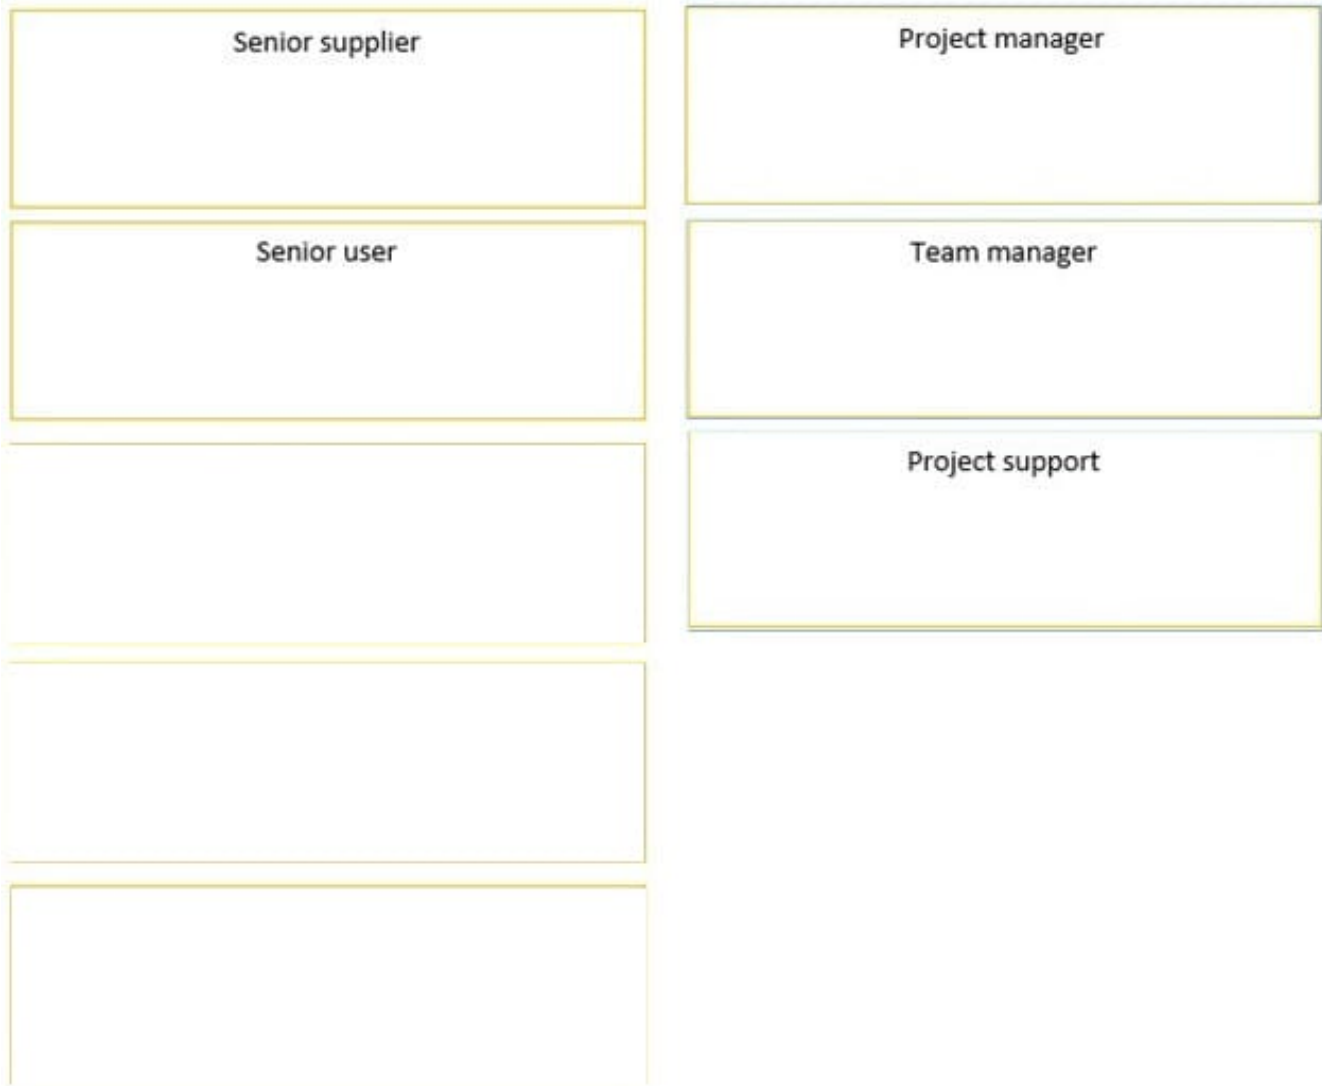 Senior supplier
Project manager
Senior user
Team manager
Project support